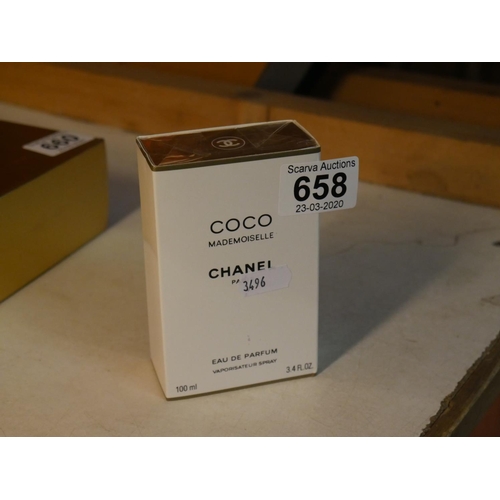 660
Scarva Auctions
658
23-03-2020
COCO
MADEMOISELLE
CHANEL
3496
EAU DE PARFUM
VAPORISATEUR SPRAY
100 ml
3.4 FL.OZ.